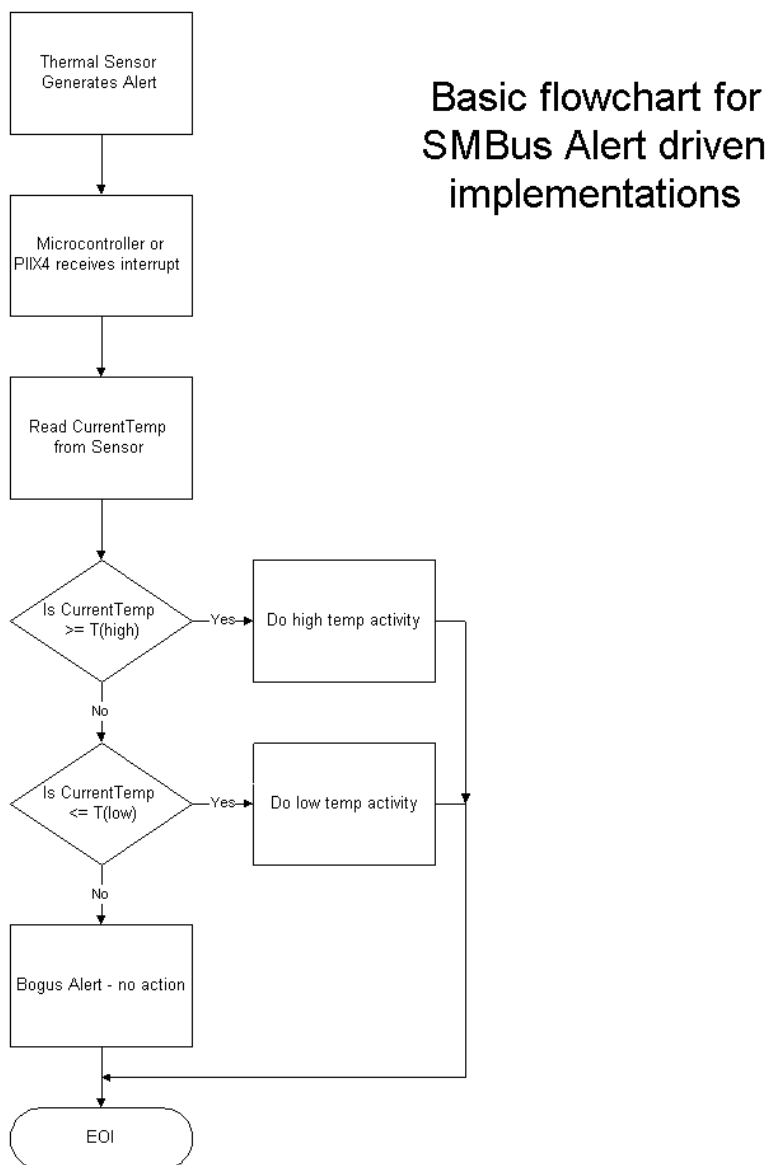 Basic flowchart for
SMBus Alert driven
implementations
Thermal Sensor
Generates Alert
Microcontroller or
PIIX4 receives interrupt
Read CurrentTemp
from Sensor
Is CurrentTemp
>= T(high)
Yes
Do high temp activity
No
Is CurrentTemp
<= T(low)
Yes
Do low temp activity
No
Bogus Alert - no action
EOI